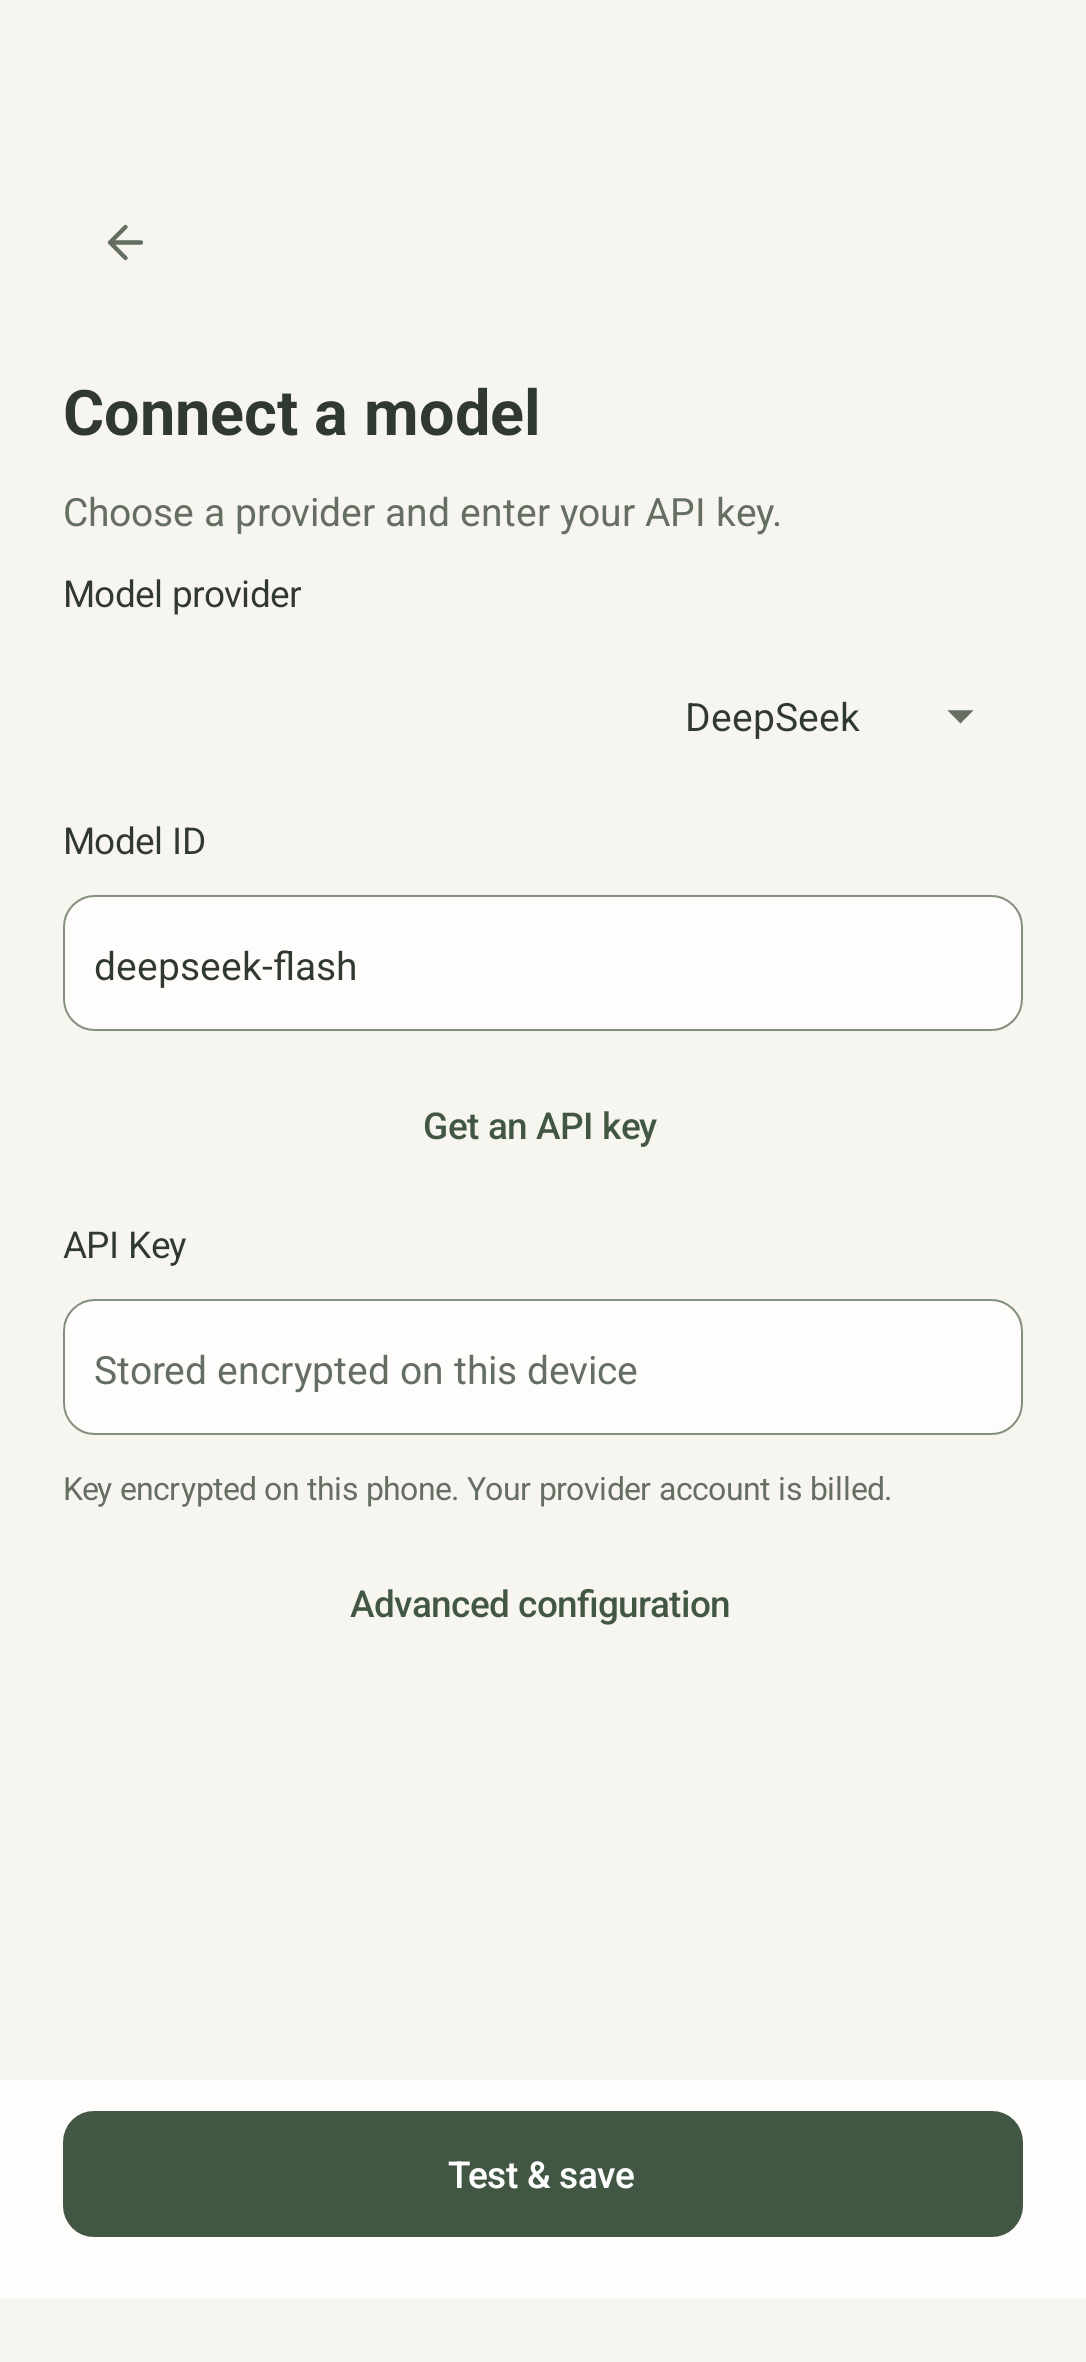 Connect a model
Choose a provider and enter your API key.
Model provider
DeepSeek
Model ID
deepseek-flash
Get an API key
API Key
Stored encrypted on this device
Key encrypted on this phone. Your provider account is billed.
Advanced configuration
Test & save